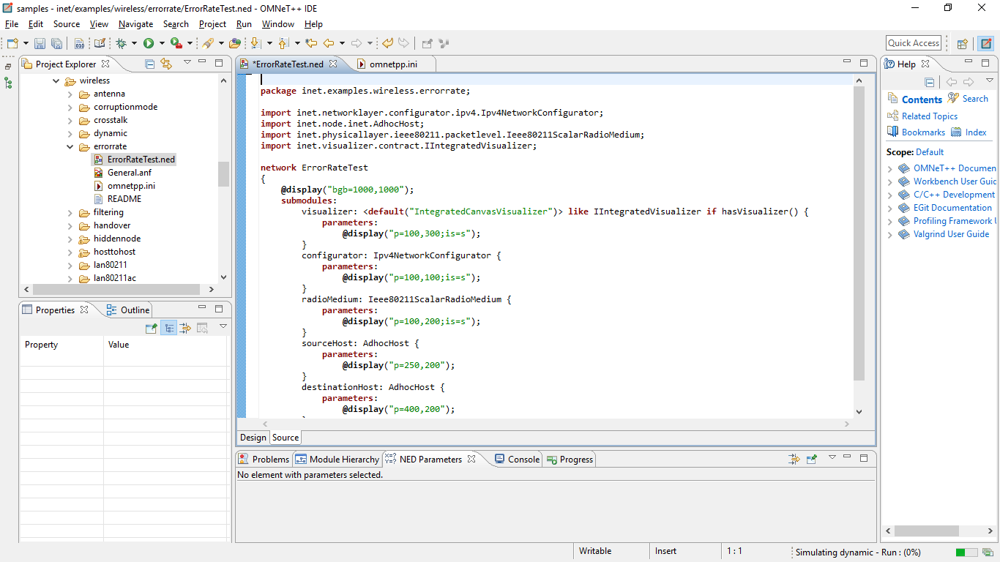 samples - inet/examples/wireless/errorrate/ErrorRateTest.ned - OMNeT++ IDE
File Edit Source View Navigate Search Project Run Window Help
Quick Access
Project Explorer
wireless
antenna
corruptionmode
crosstalk
dynamic
errorrate
ErrorRateTest.ned
General.anf
omnetpp.ini
README
filtering
handover
hiddennode
hosttohost
lan80211
lan80211ac
Properties Outline
Property Value
*ErrorRateTest.ned omnetpp.ini
package inet.examples.wireless.errorrate;
import inet.networklayer.configurator.ipv4.Ipv4NetworkConfigurator;
import inet.node.inet.AdhocHost;
import inet.physicallayer.ieee80211.packetlevel.Ieee80211ScalarRadioMedium;
import inet.visualizer.contract.IIntegratedVisualizer;
network ErrorRateTest
{
@display("bgb=1000,1000");
submodules:
visualizer: <default("IntegratedCanvasVisualizer")> like IIntegratedVisualizer if hasVisualizer() {
parameters:
@display("p=100,300;is=s");
}
configurator: Ipv4NetworkConfigurator {
parameters:
@display("p=100,100;is=s");
}
radioMedium: Ieee80211ScalarRadioMedium {
parameters:
@display("p=100,200;is=s");
}
sourceHost: AdhocHost {
parameters:
@display("p=250,200");
}
destinationHost: AdhocHost {
parameters:
@display("p=400,200");
Design Source
Problems Module Hierarchy NED Parameters Console Progress
No element with parameters selected.
Help
Contents Search
Related Topics
Bookmarks Index
Scope: Default
OMNeT++ Documen
Workbench User Guid
C/C++ Development
EGit Documentation
Profiling Framework U
Valgrind User Guide
Writable Insert 1 : 1 Simulating dynamic - Run : (0%)